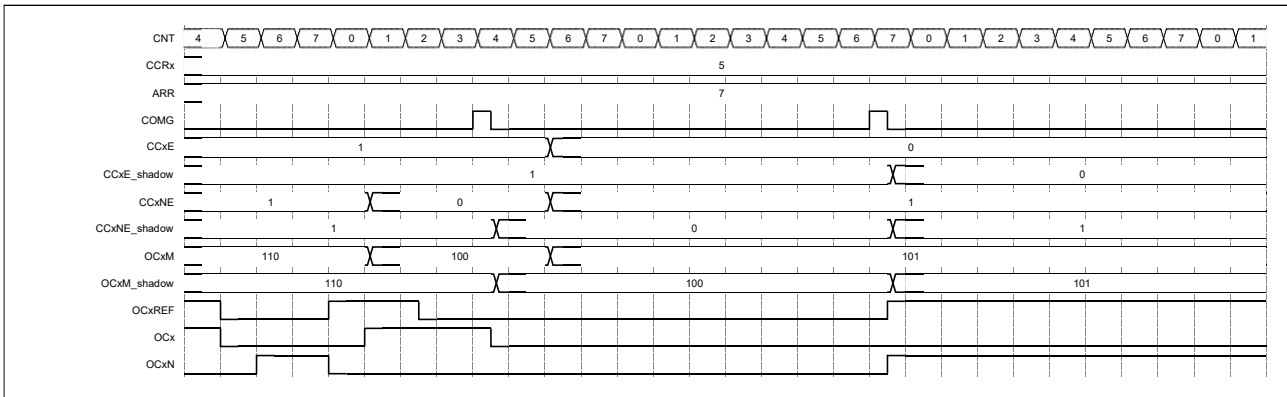 CNT 4 5 6 7 0 1 2 3 4 5 6 7 0 1 2 3 4 5 6 7 0 1 2 3 4 5 6 7 0 1
CCRx 5
ARR 7
COMG
CCxE 1 0
CCxE_shadow 1 0
CCxNE 1 0 1
CCxNE_shadow 1 0 1
OCxM 110 100 101
OCxM_shadow 110 100 101
OCxREF
OCx
OCxN